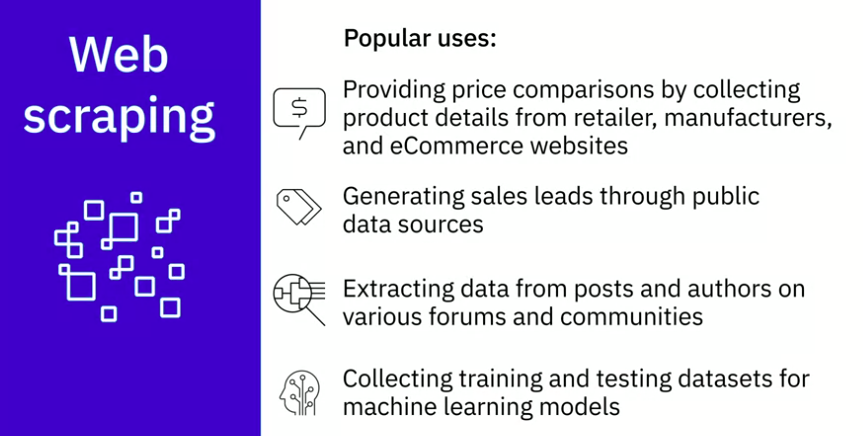 Web
scraping
Popular uses:
$
Providing price comparisons by collecting
product details from retailer, manufacturers,
and eCommerce websites
Generating sales leads through public
data sources
Extracting data from posts and authors on
various forums and communities
Collecting training and testing datasets for
machine learning models